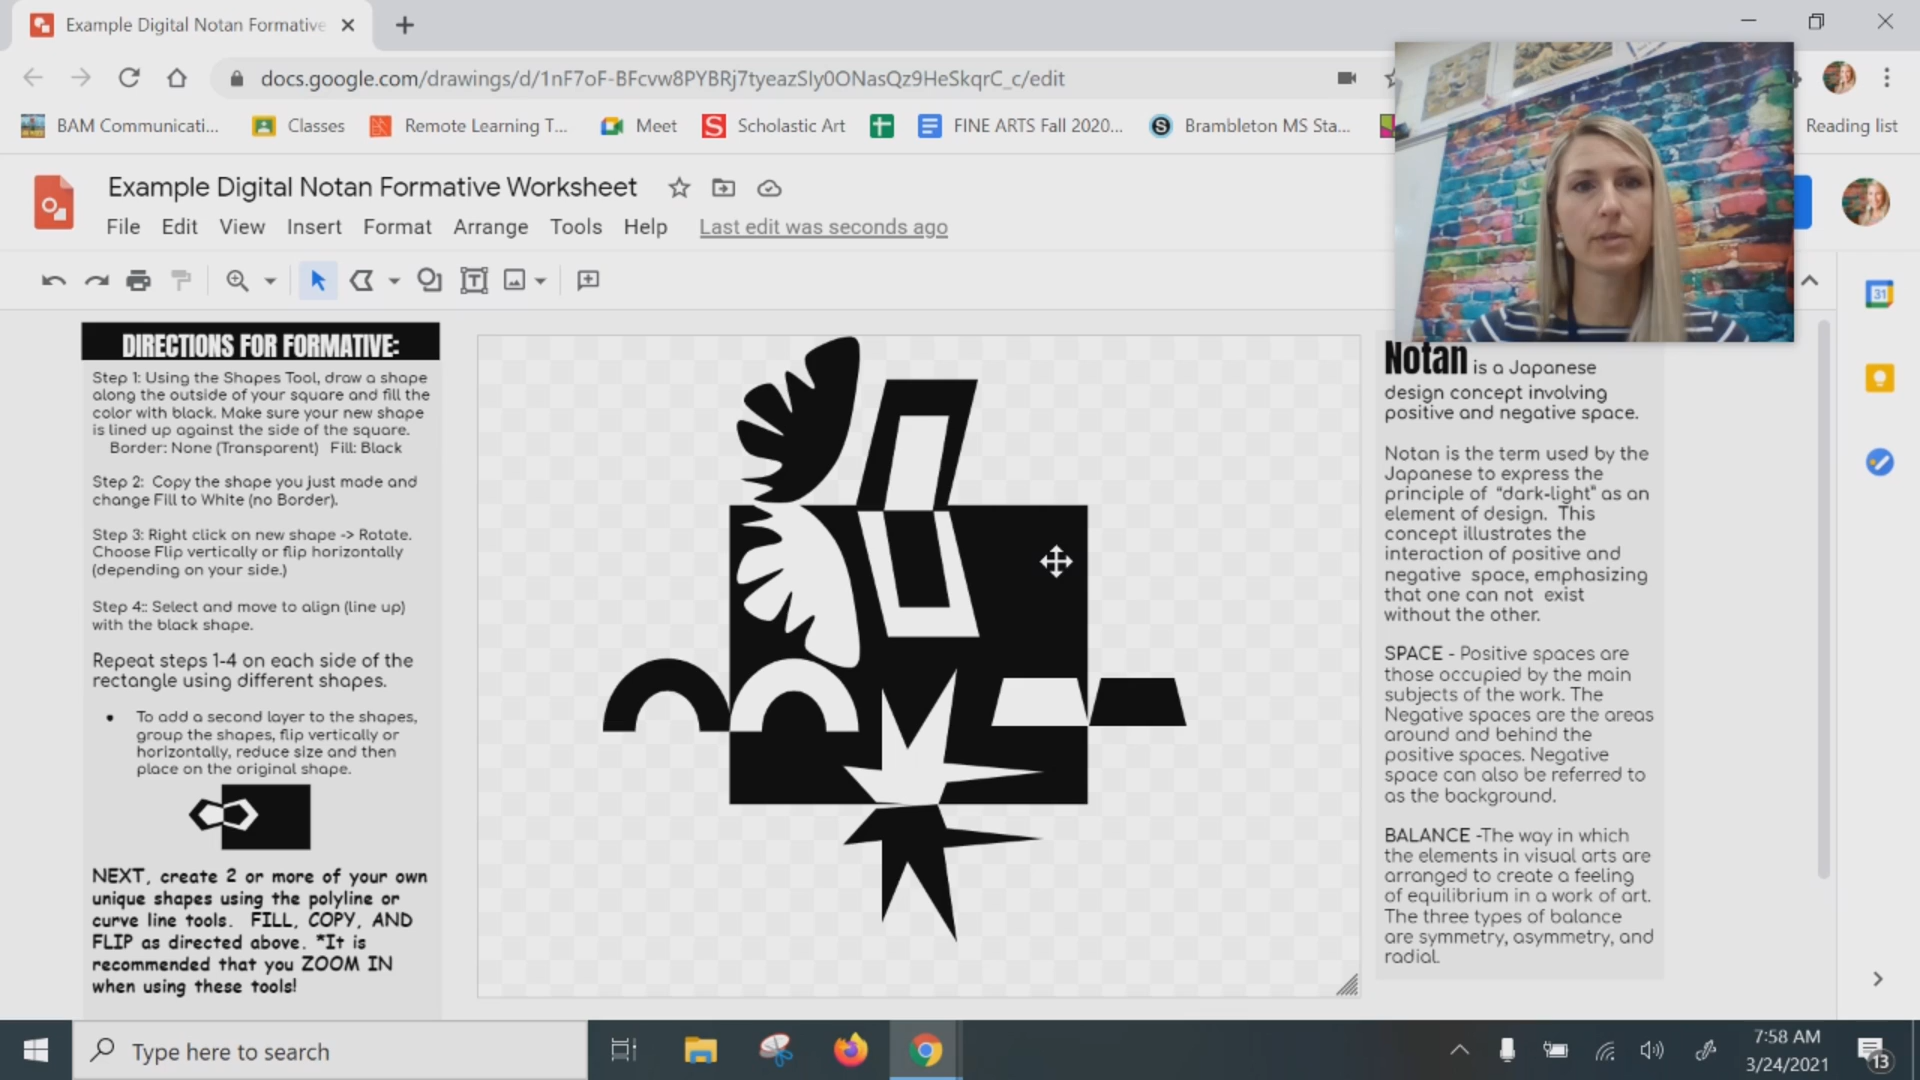 Example Digital Notan Formative
docs.google.com/drawings/d/1nF7oF-BFcvw8PYBRj7tyeazSIy0ONasQz9HeSkqrC_c/edit
BAM Communicati...
Classes
Remote Learning T...
Meet
Scholastic Art
FINE ARTS Fall 2020...
Brambleton MS Sta...
Reading list
Example Digital Notan Formative Worksheet
File Edit View Insert Format Arrange Tools Help Last edit was seconds ago
31
DIRECTIONS FOR FORMATIVE:
Step 1: Using the Shapes Tool, draw a shape
along the outside of your square and fill the
color with black. Make sure your new shape
is lined up against the side of the square.
Border: None (Transparent) Fill: Black
Step 2: Copy the shape you just made and
change Fill to White (no Border).
Step 3: Right click on new shape -> Rotate.
Choose Flip vertically or flip horizontally
(depending on your side.)
Step 4:: Select and move to align (line up)
with the black shape.
Repeat steps 1-4 on each side of the
rectangle using different shapes.
• To add a second layer to the shapes,
group the shapes, flip vertically or
horizontally, reduce size and then
place on the original shape.
NEXT, create 2 or more of your own
unique shapes using the polyline or
curve line tools. FILL, COPY, AND
FLIP as directed above. *It is
recommended that you ZOOM IN
when using these tools!
Notan is a Japanese
design concept involving
positive and negative space.
Notan is the term used by the
Japanese to express the
principle of "dark-light" as an
element of design. This
concept illustrates the
interaction of positive and
negative space, emphasizing
that one can not exist
without the other.
SPACE - Positive spaces are
those occupied by the main
subjects of the work. The
Negative spaces are the areas
around and behind the
positive spaces. Negative
space can also be referred to
as the background.
BALANCE -The way in which
the elements in visual arts are
arranged to create a feeling
of equilibrium in a work of art.
The three types of balance
are symmetry, asymmetry, and
radial.
Type here to search
7:58 AM
3/24/2021
13